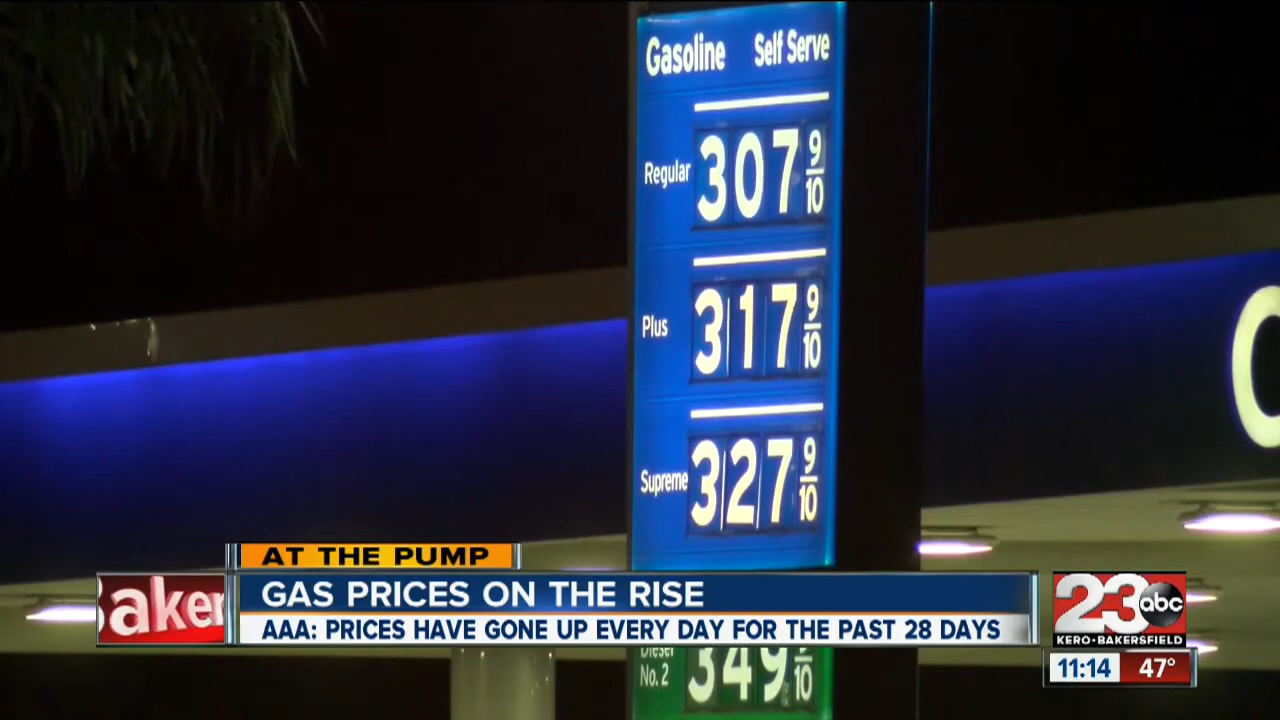 Gasoline Self Serve
Regular 307 9/10
Plus 317 9/10
Supreme 327 9/10
AT THE PUMP
GAS PRICES ON THE RISE
AAA: PRICES HAVE GONE UP EVERY DAY FOR THE PAST 28 DAYS
aker
23 abc
KERO-BAKERSFIELD
11:14 47°
Diesel
No. 2 349 9/10
C